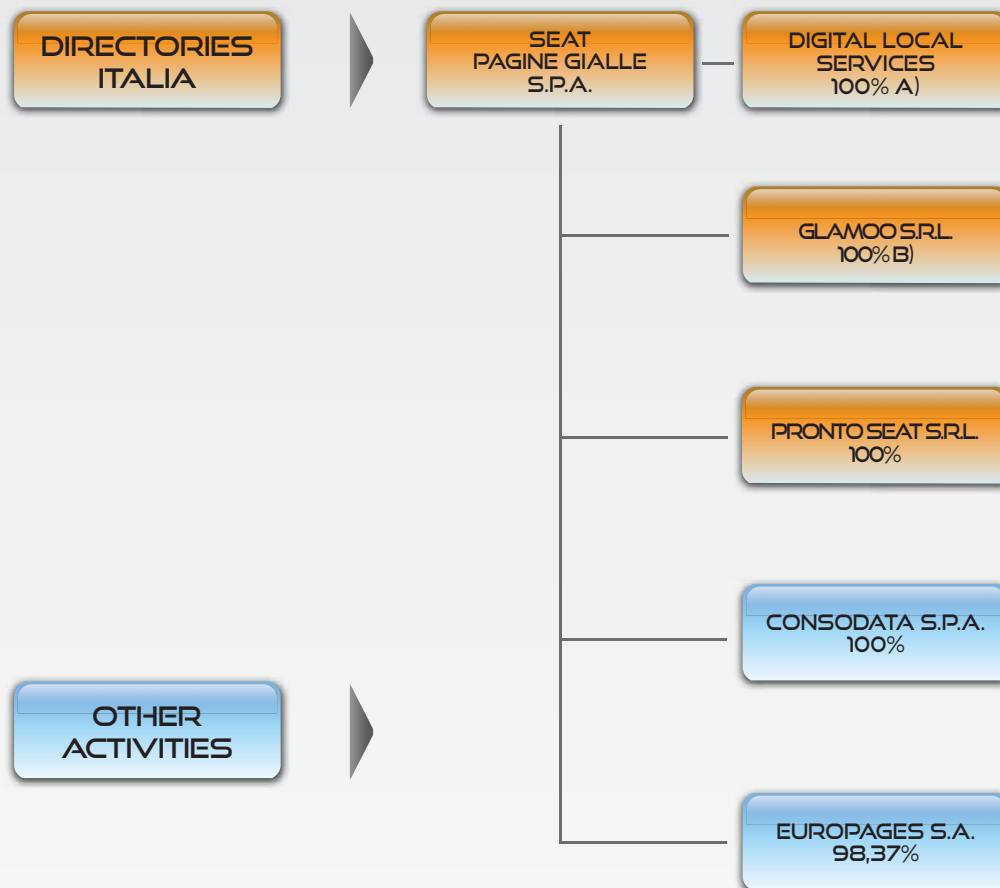 DIRECTORIES
ITALIA
SEAT
PAGINE GIALLE
S.P.A.
DIGITAL LOCAL
SERVICES
100% A)
GLAMOO S.R.L.
100% B)
PRONTO SEAT S.R.L.
100%
CONSODATA S.P.A.
100%
OTHER
ACTIVITIES
EUROPAGES S.A.
98,37%